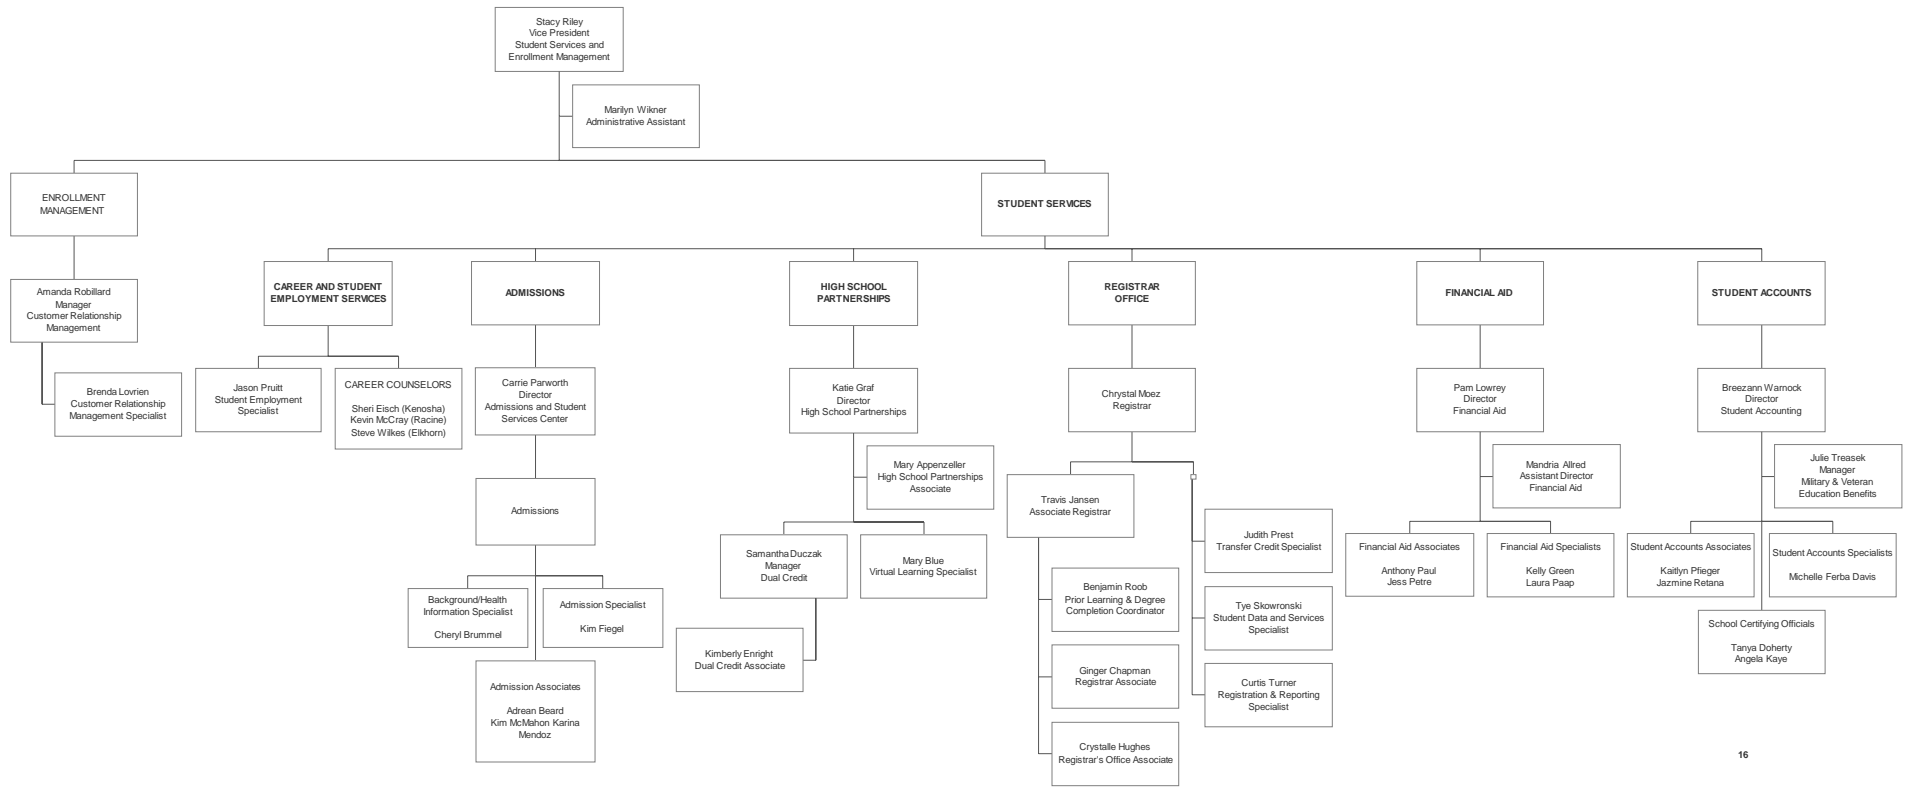 Stacy Riley
Vice President
Student Services and
Enrollment Management
Marilyn Wikner
Administrative Assistant
ENROLLMENT
MANAGEMENT
STUDENT SERVICES
Amanda Robillard
Manager
Customer Relationship
Management
Brenda Lovrien
Customer Relationship
Management Specialist
CAREER AND STUDENT
EMPLOYMENT SERVICES
Jason Pruitt
Student Employment
Specialist
CAREER COUNSELORS
Sheri Eisch (Kenosha)
Kevin McCray (Racine)
Steve Wilkes (Elkhorn)
ADMISSIONS
Carrie Parworth
Director
Admissions and Student
Services Center
Admissions
Background/Health
Information Specialist
Cheryl Brummel
Admission Specialist
Kim Fiegel
Admission Associates
Adrean Beard
Kim McMahon Karina
Mendoz
HIGH SCHOOL
PARTNERSHIPS
Katie Graf
Director
High School Partnerships
Mary Appenzeller
High School Partnerships
Associate
Samantha Duczak
Manager
Dual Credit
Mary Blue
Virtual Learning Specialist
Kimberly Enright
Dual Credit Associate
REGISTRAR
OFFICE
Chrystal Moez
Registrar
Travis Jansen
Associate Registrar
Benjamin Roob
Prior Learning & Degree
Completion Coordinator
Ginger Chapman
Registrar Associate
Crystalle Hughes
Registrar's Office Associate
Judith Prest
Transfer Credit Specialist
Tye Skowronski
Student Data and Services
Specialist
Curtis Turner
Registration & Reporting
Specialist
FINANCIAL AID
Pam Lowrey
Director
Financial Aid
Mandria Allred
Assistant Director
Financial Aid
Financial Aid Associates
Anthony Paul
Jess Petre
Financial Aid Specialists
Kelly Green
Laura Paap
STUDENT ACCOUNTS
Breezann Warnock
Director
Student Accounting
Julie Treasek
Manager
Military & Veteran
Education Benefits
Student Accounts Associates
Kaitlyn Pfieger
Jazmine Retana
Student Accounts Specialists
Michelle Ferba Davis
School Certifying Officials
Tanya Doherty
Angela Kaye
16